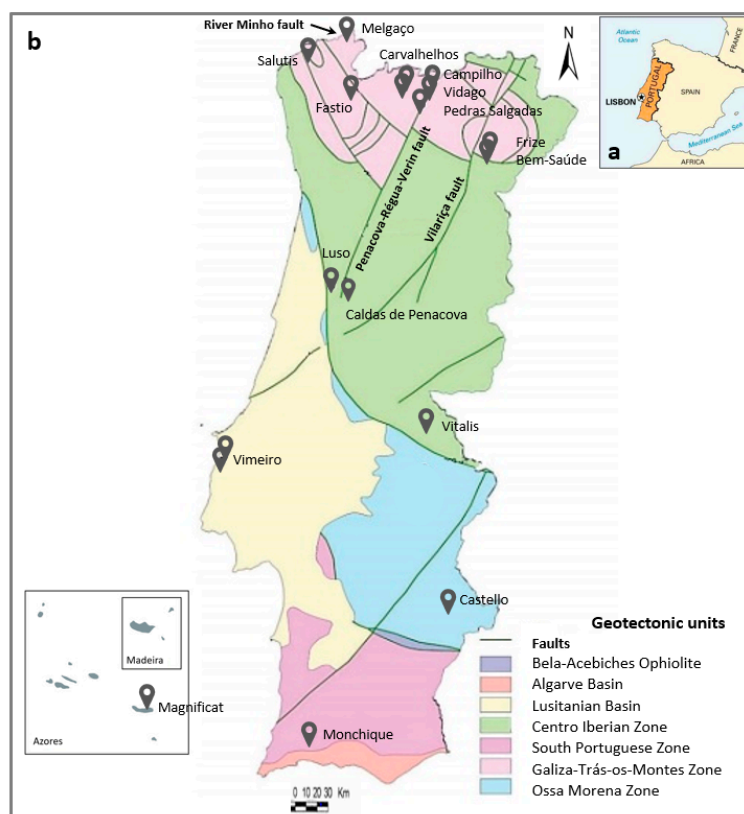 b
River Minho fault
Melgaço
Salutis
Carvalhelhos
Campilho
Vidago
Pedras Salgadas
Fastio
Frize
Bem-Saúde
Penacova-Régua-Verin fault
Vilariça fault
Luso
Caldas de Penacova
Vitalis
Vimeiro
Castello
Monchique
0 10 20 30 Km
N
Atlantic
Ocean
FRANCE
PORTUGAL
SPAIN
LISBON
Mediterranean Sea
a
AFRICA
Madeira
Magnificat
Azores
Geotectonic units
Faults
Bela-Acebiches Ophiolite
Algarve Basin
Lusitanian Basin
Centro Iberian Zone
South Portuguese Zone
Galiza-Trás-os-Montes Zone
Ossa Morena Zone